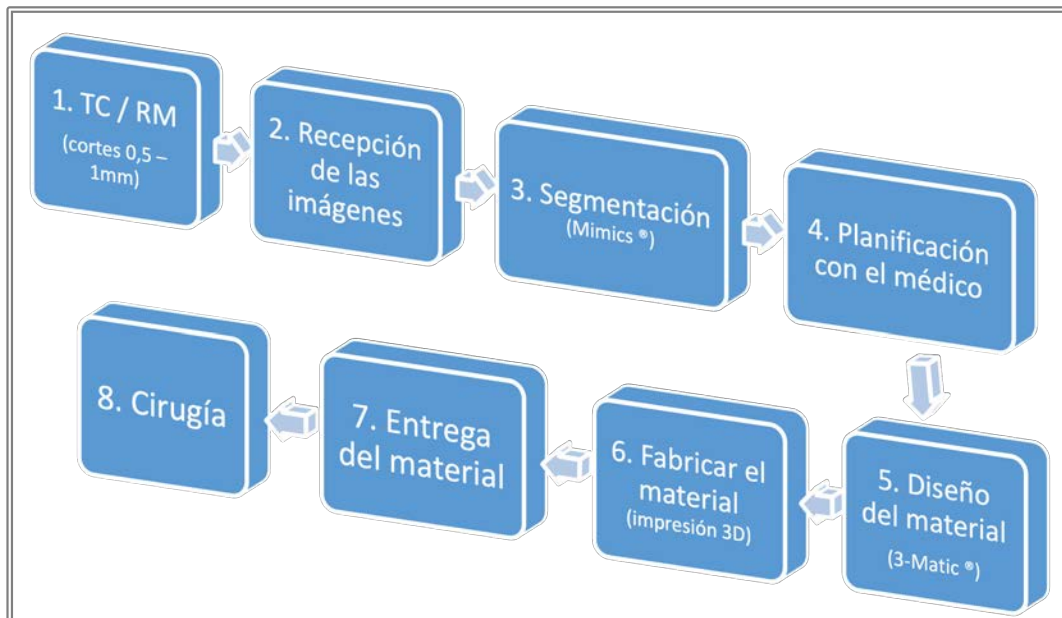 1. TC / RM
(cortes 0,5 –
1mm)
2. Recepción
de las
imágenes
3. Segmentación
(Mimics ®)
4. Planificación
con el médico
5. Diseño
del material
(3-Matic ®)
6. Fabricar el
material
(impresión 3D)
7. Entrega
del material
8. Cirugía